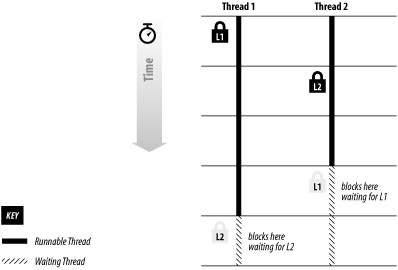 Thread 1
Thread 2
L1
Time
L2
L1
blocks here
waiting for L1
KEY
L2
blocks here
waiting for L2
Runnable Thread
Waiting Thread